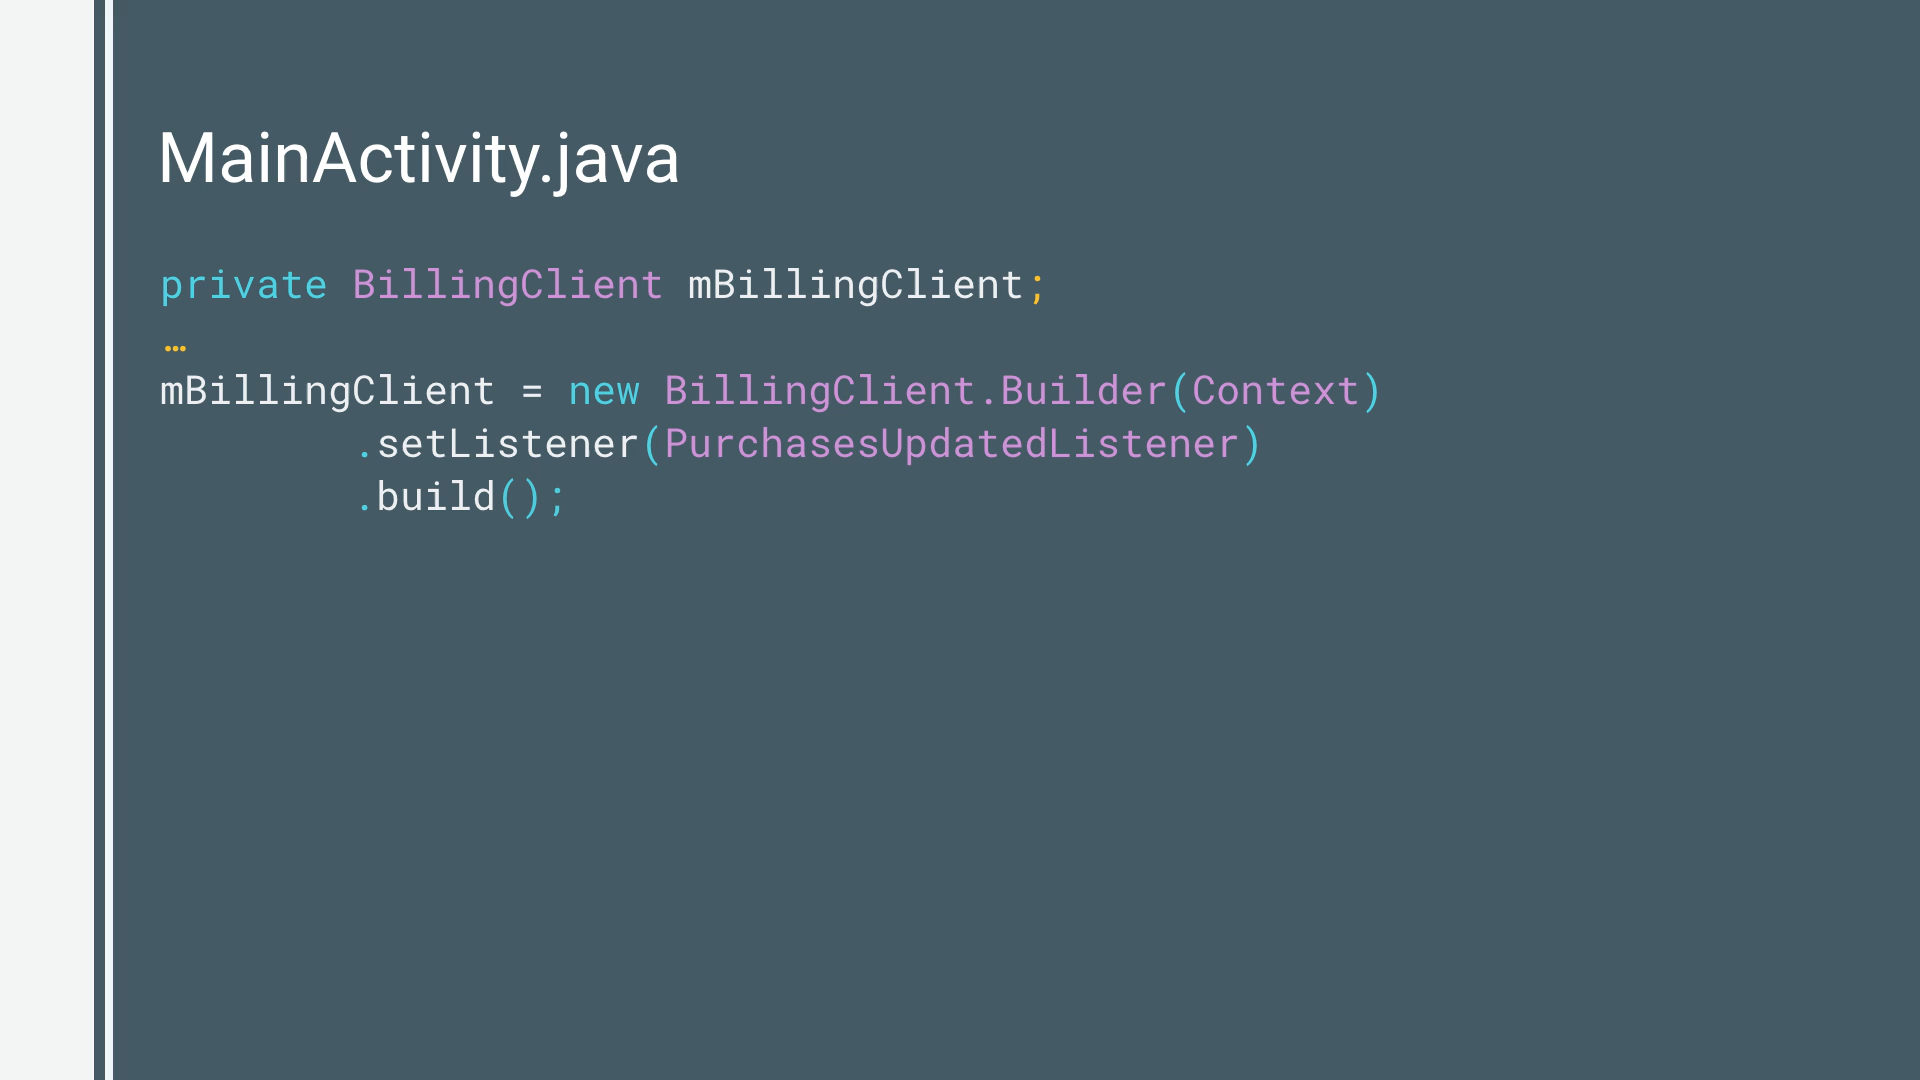 MainActivity.java
private BillingClient mBillingClient;
…
mBillingClient = new BillingClient.Builder(Context)
.setListener(PurchasesUpdatedListener)
.build();